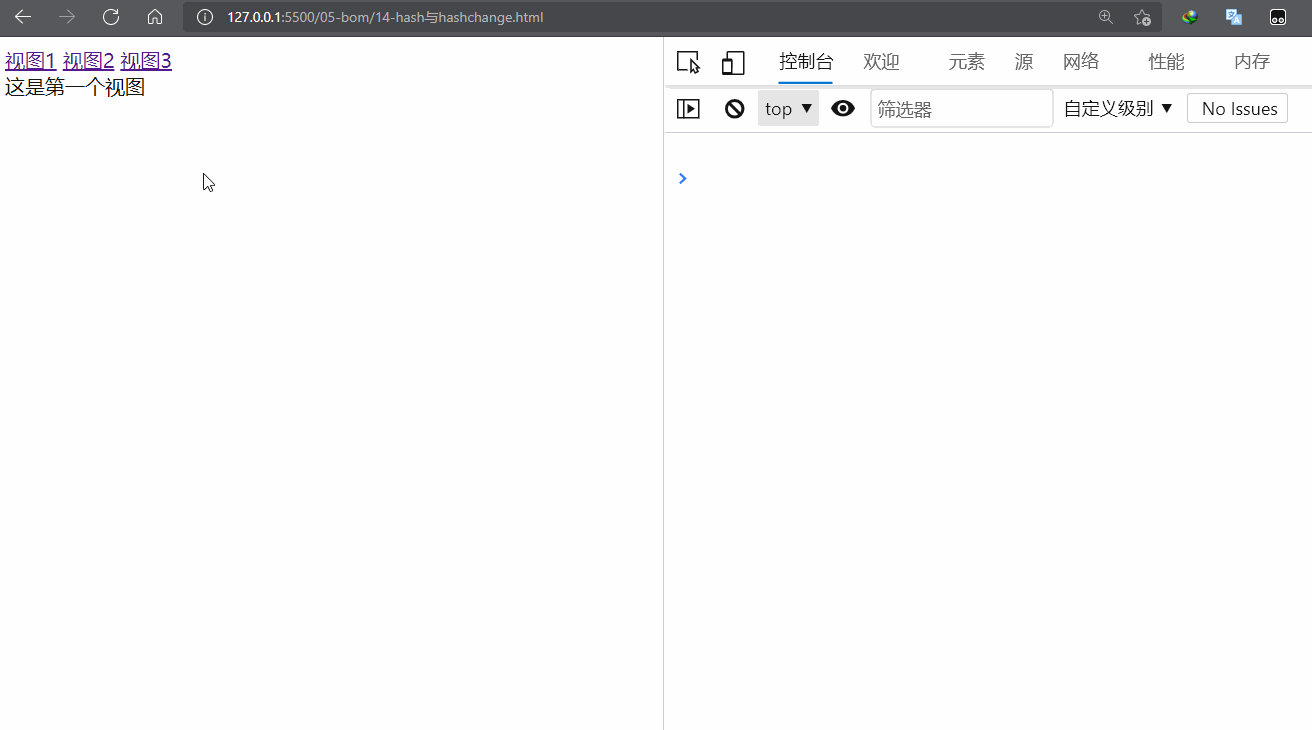 127.0.0.1:5500/05-bom/14-hash与hashchange.html
视图1 视图2 视图3
这是第一个视图
控制台 欢迎 元素 源 网络 性能 内存
top ▼ 筛选器 自定义级别 ▼ No Issues